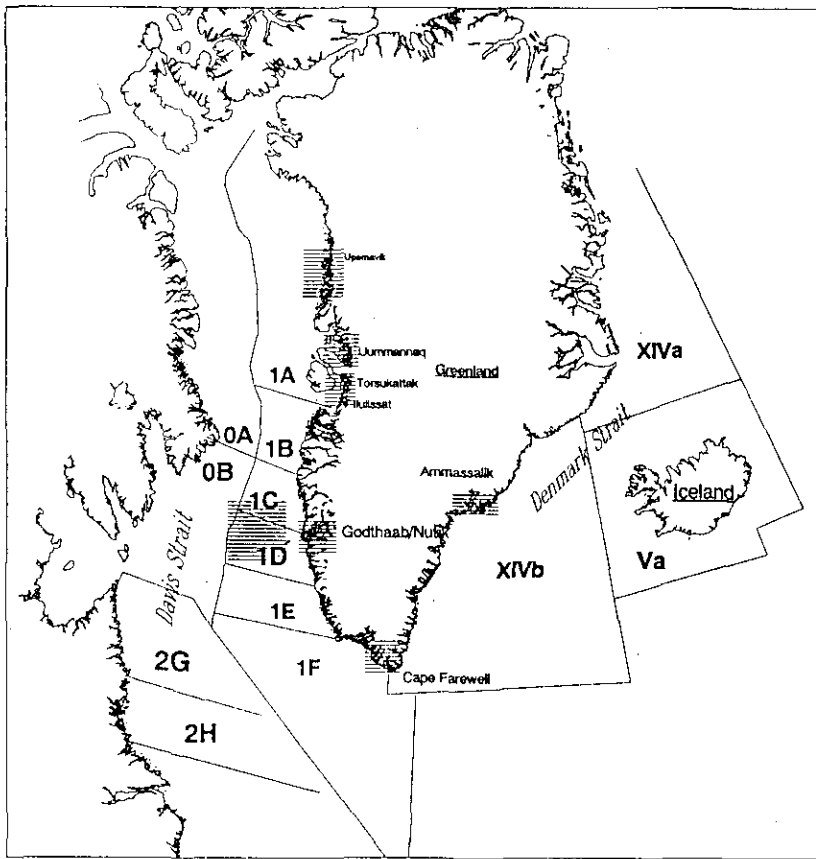 Upernavik
XIVa
Uummannaq
Greenland
1A
Torsukattak
Ilulissat
0A
1B
0B
Denmark Strait
Ammassalik
Iceland
1C
Godthaab/Nuuk
Davis Strait
1D
XIVb
Va
1E
2G
1F
Cape Farewell
2H